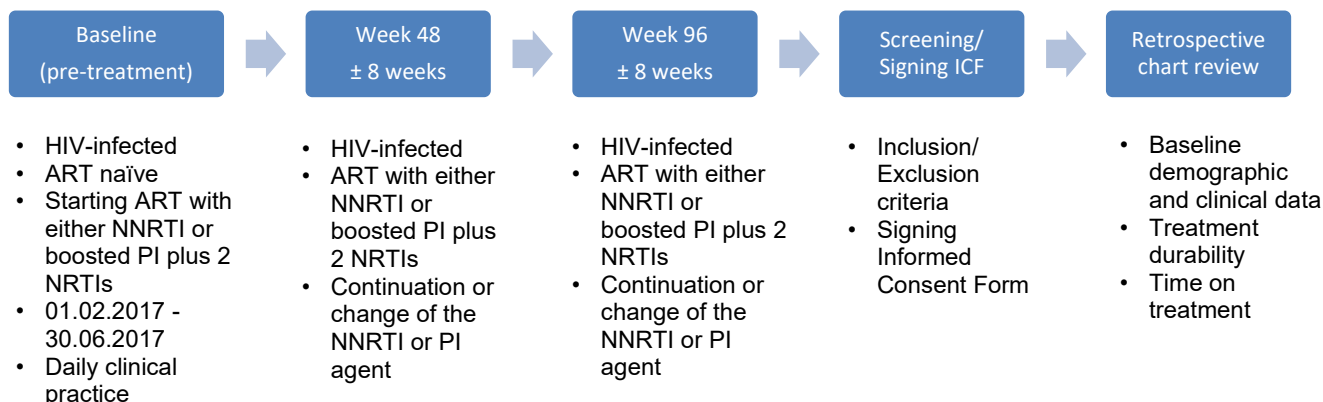 Baseline
(pre-treatment)
Week 48
± 8 weeks
Week 96
± 8 weeks
Screening/
Signing ICF
Retrospective
chart review
• HIV-infected
• ART naïve
• Starting ART with
either NNRTI or
boosted PI plus 2
NRTIs
• 01.02.2017 -
30.06.2017
• Daily clinical
practice
• HIV-infected
• ART with either
NNRTI or
boosted PI plus
2 NRTIs
• Continuation or
change of the
NNRTI or PI
agent
• HIV-infected
• ART with either
NNRTI or
boosted PI plus 2
NRTIs
• Continuation or
change of the
NNRTI or PI
agent
• Inclusion/
Exclusion
criteria
• Signing
Informed
Consent Form
• Baseline
demographic
and clinical data
• Treatment
durability
• Time on
treatment